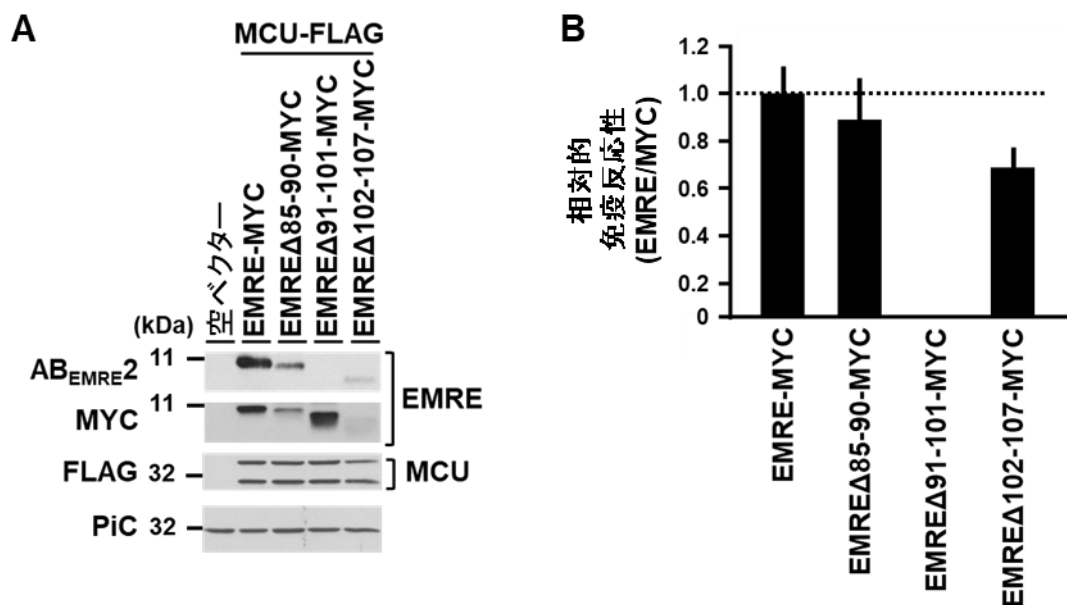 A
MCU-FLAG
空ベクター
EMRE-MYC
EMREΔ85-90-MYC
EMREΔ91-101-MYC
EMREΔ102-107-MYC
(kDa)
ABEMRE2 11
MYC 11
EMRE
FLAG 32
MCU
PiC 32
B
相対的
免疫反応性
(EMRE/MYC)
1.2
1.0
0.8
0.6
0.4
0.2
0
EMRE-MYC
EMREΔ85-90-MYC
EMREΔ91-101-MYC
EMREΔ102-107-MYC